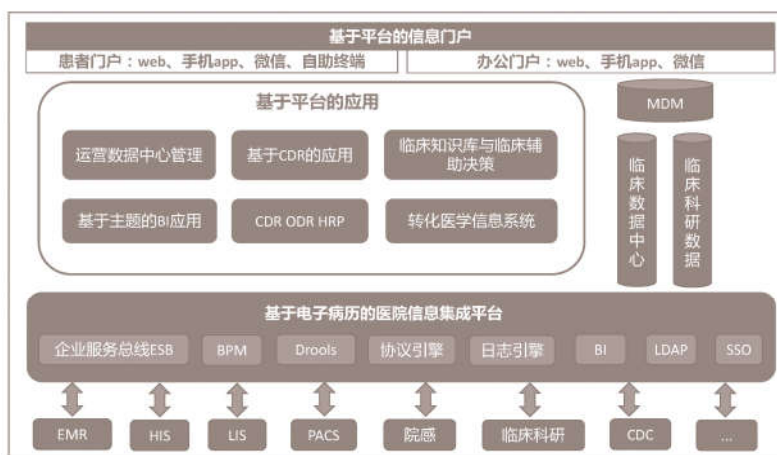 基于平台的信息门户
患者门户：web、手机app、微信、自助终端
办公门户：web、手机app、微信
基于平台的应用
MDM
运营数据中心管理
基于CDR的应用
临床知识库与临床辅
助决策
基于主题的BI应用
CDR ODR HRP
转化医学信息系统
临床数据中心
临床科研数据
基于电子病历的医院信息集成平台
企业服务总线ESB
BPM
Drools
协议引擎
日志引擎
BI
LDAP
SSO
EMR
HIS
LIS
PACS
院感
临床科研
CDC
...